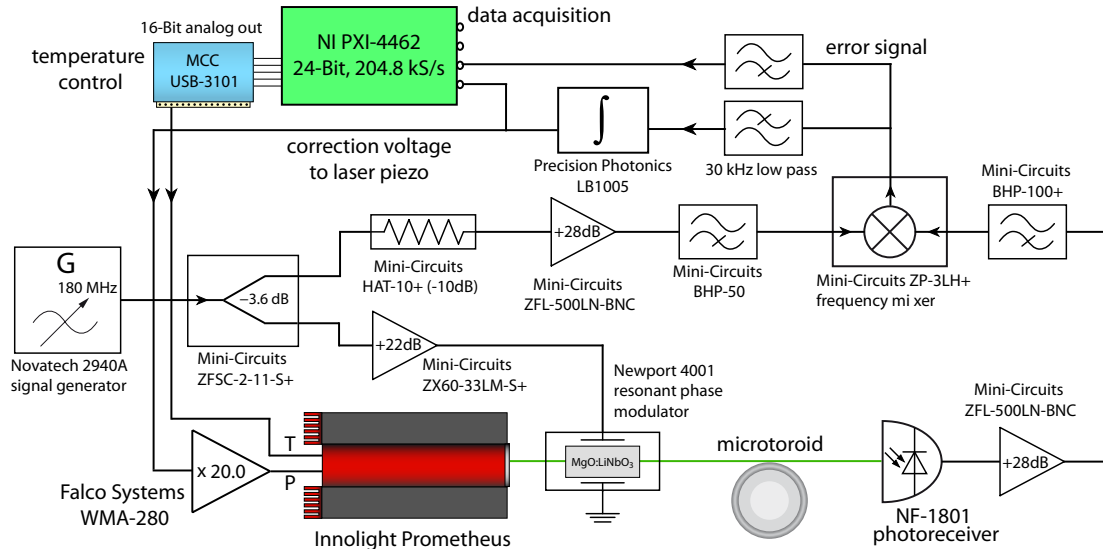 data acquisition
16-Bit analog out
temperature
control
MCC
USB-3101
NI PXI-4462
24-Bit, 204.8 kS/s
error signal
correction voltage
to laser piezo
∫
Precision Photonics
LB1005
30 kHz low pass
Mini-Circuits
BHP-100+
G
180 MHz
Novatech 2940A
signal generator
−3.6 dB
Mini-Circuits
ZFSC-2-11-S+
Mini-Circuits
HAT-10+ (-10dB)
+28dB
Mini-Circuits
ZFL-500LN-BNC
Mini-Circuits
BHP-50
Mini-Circuits ZP-3LH+
frequency mi xer
+22dB
Mini-Circuits
ZX60-33LM-S+
Newport 4001
resonant phase
modulator
Mini-Circuits
ZFL-500LN-BNC
T
P
x 20.0
Falco Systems
WMA-280
Innolight Prometheus
MgO:LiNbO3
microtoroid
+28dB
NF-1801
photoreceiver